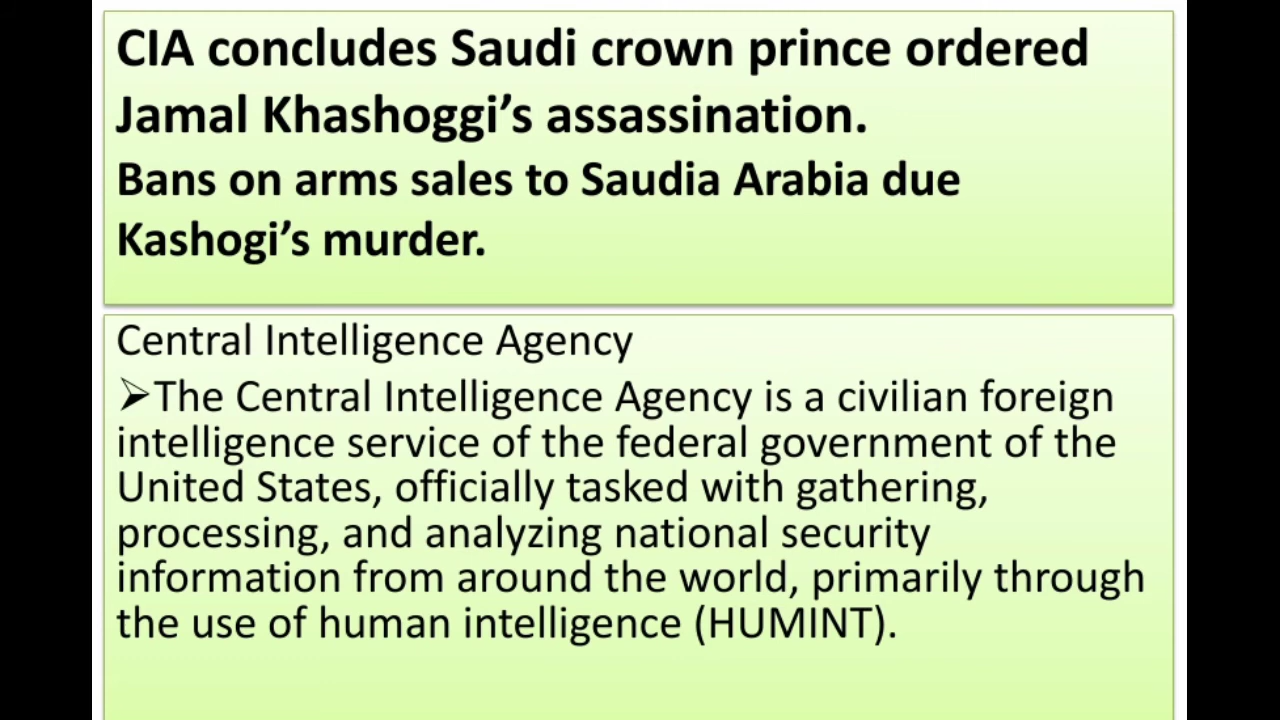 CIA concludes Saudi crown prince ordered
Jamal Khashoggi’s assassination.
Bans on arms sales to Saudia Arabia due
Kashogi’s murder.
Central Intelligence Agency
➢The Central Intelligence Agency is a civilian foreign
intelligence service of the federal government of the
United States, officially tasked with gathering,
processing, and analyzing national security
information from around the world, primarily through
the use of human intelligence (HUMINT).